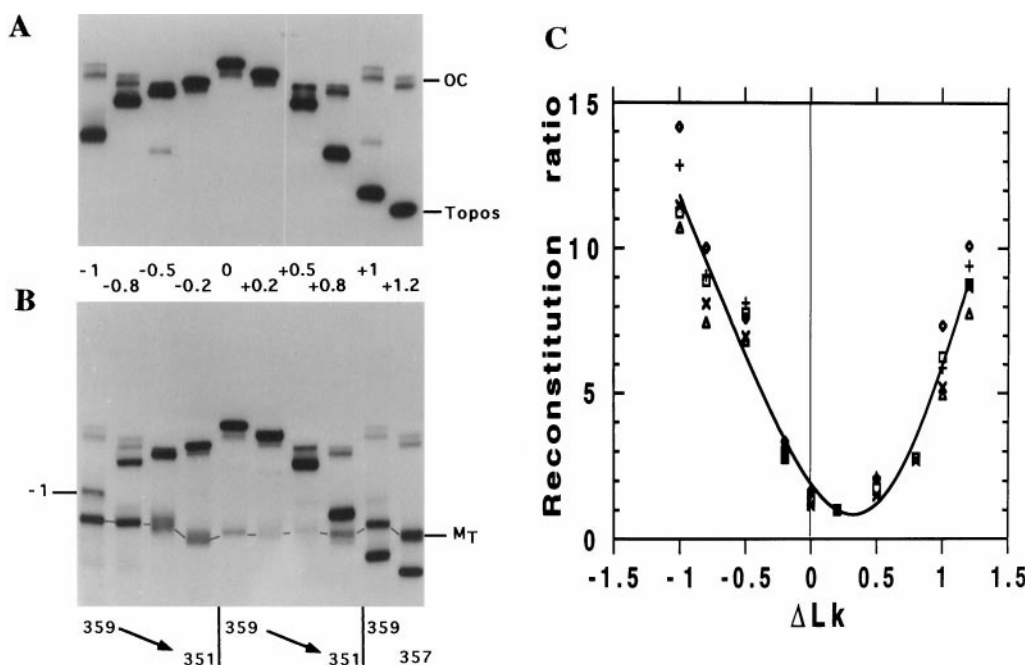 A
OC
Topos
-1 -0.8 -0.5 -0.2 0 +0.2 +0.5 +0.8 +1 +1.2
B
-1
MT
359 351 359 351 359 357
C
Reconstitution ratio
15
10
5
0
-1.5 -1 -0.5 0 0.5 1 1.5
ΔLk